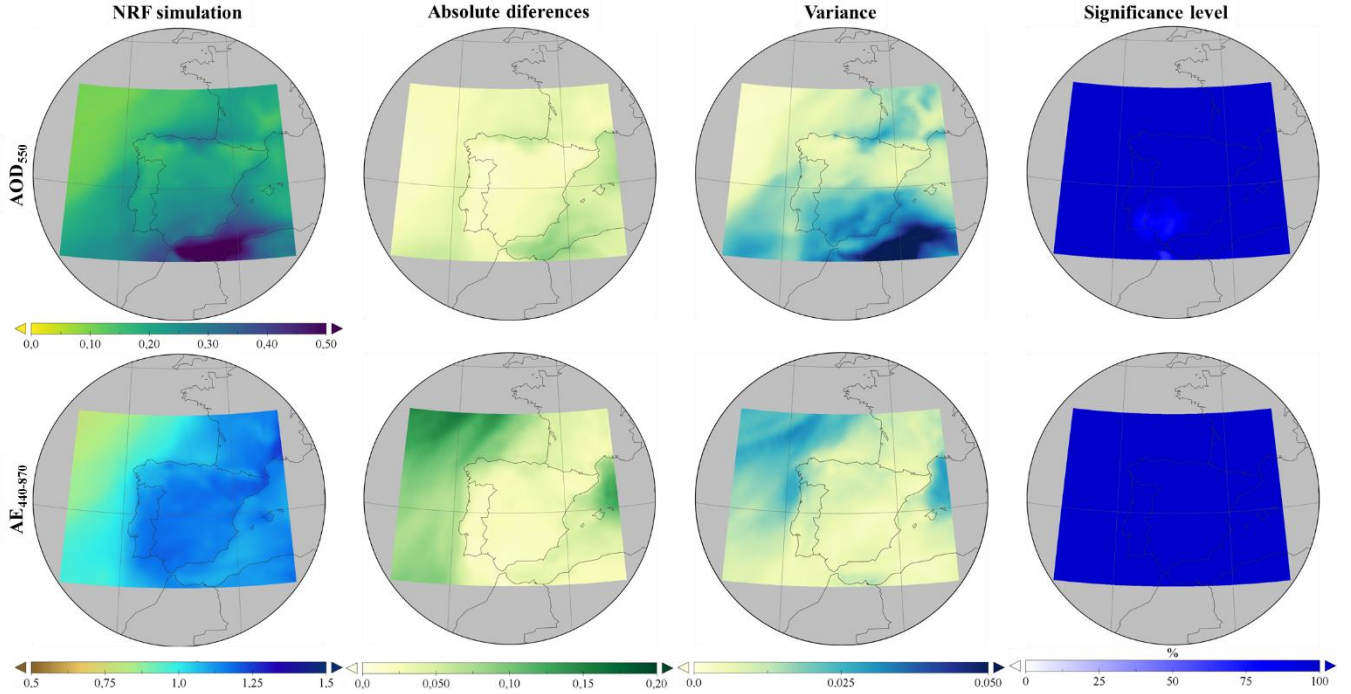 NRF simulation
Absolute diferences
Variance
Significance level
AOD550
0,0 0,10 0,20 0,30 0,40 0,50
AE440-870
%
0,5 0,75 1,0 1,25 1,5
0,0 0,050 0,10 0,15 0,20
0.0 0.025 0.050
0 25 50 75 100